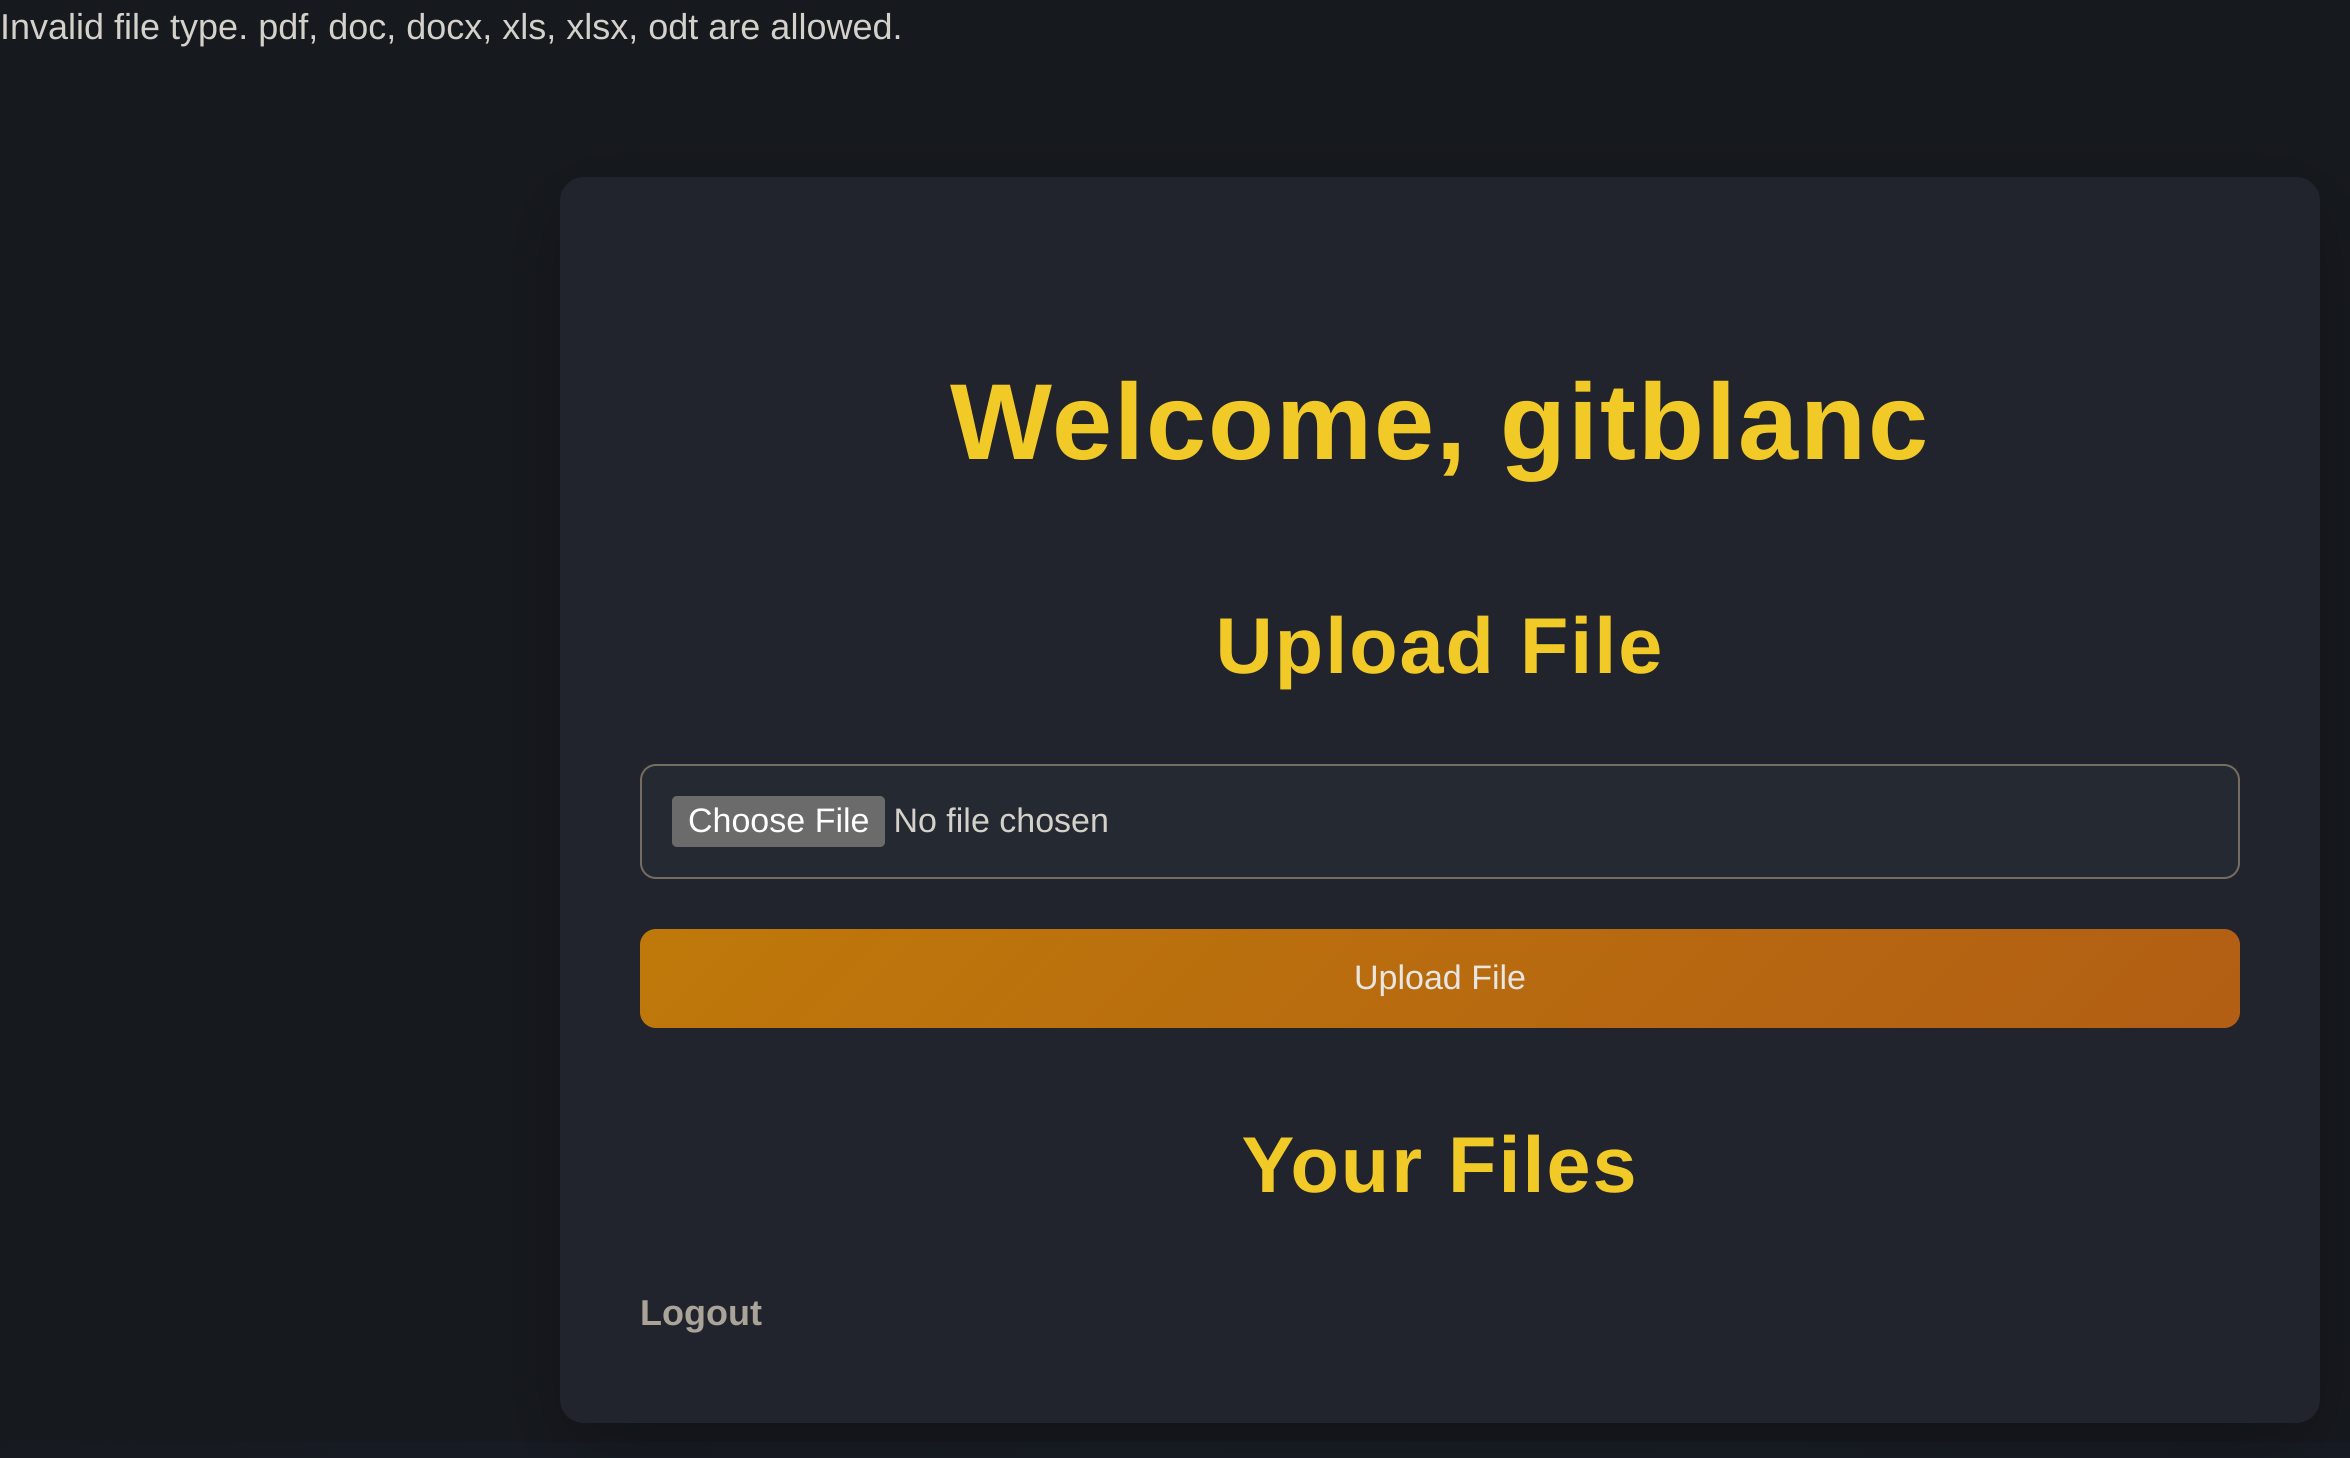 Invalid file type. pdf, doc, docx, xls, xlsx, odt are allowed.
Welcome, gitblanc
Upload File
Choose File No file chosen
Upload File
Your Files
Logout